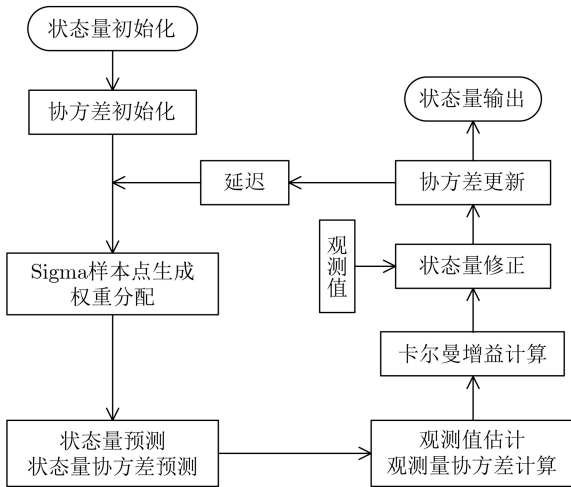 状态量初始化
协方差初始化
状态量输出
延迟
协方差更新
观测值
状态量修正
Sigma样本点生成
权重分配
卡尔曼增益计算
状态量预测
状态量协方差预测
观测值估计
观测量协方差计算